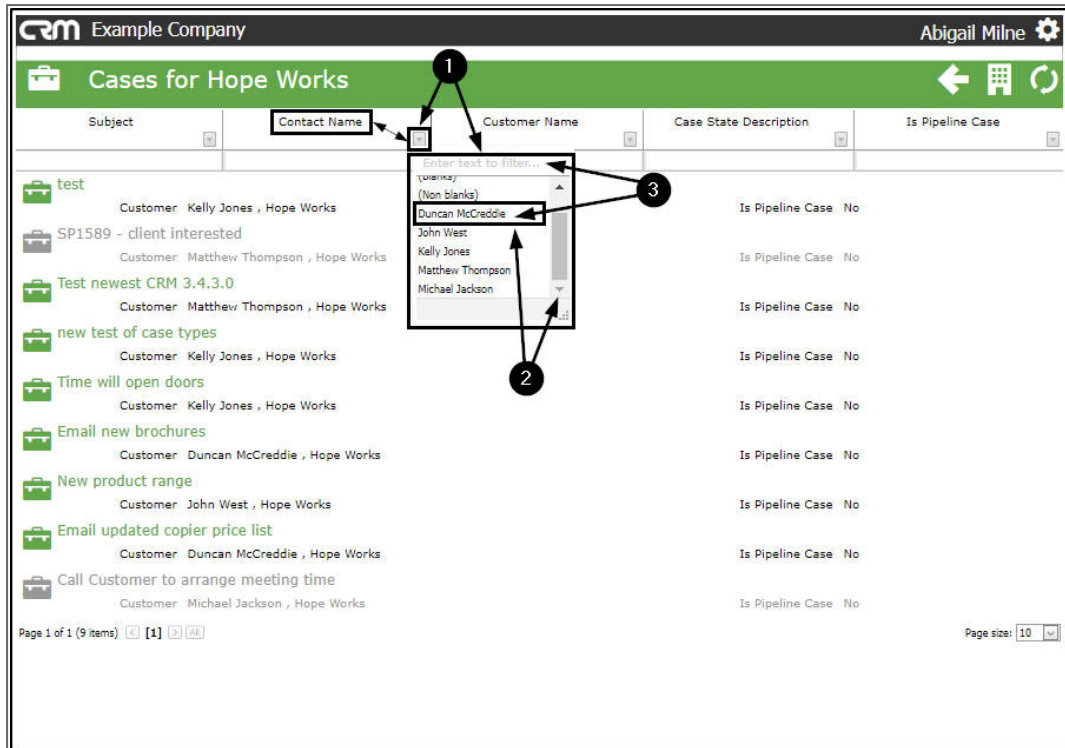 CRM Example Company Abigail Milne
Cases for Hope Works
1
Subject Contact Name Customer Name Case State Description Is Pipeline Case
Enter text to filter...
(Blanks)
(Non blanks)
Duncan McCreddie
John West
Kelly Jones
Matthew Thompson
Michael Jackson
3
2
test
Customer Kelly Jones , Hope Works Is Pipeline Case No
SP1589 - client interested
Customer Matthew Thompson , Hope Works Is Pipeline Case No
Test newest CRM 3.4.3.0
Customer Matthew Thompson , Hope Works Is Pipeline Case No
new test of case types
Customer Kelly Jones , Hope Works Is Pipeline Case No
Time will open doors
Customer Kelly Jones , Hope Works Is Pipeline Case No
Email new brochures
Customer Duncan McCreddie , Hope Works Is Pipeline Case No
New product range
Customer John West , Hope Works Is Pipeline Case No
Email updated copier price list
Customer Duncan McCreddie , Hope Works Is Pipeline Case No
Call Customer to arrange meeting time
Customer Michael Jackson , Hope Works Is Pipeline Case No
Page 1 of 1 (9 items) [1] All Page size: 10